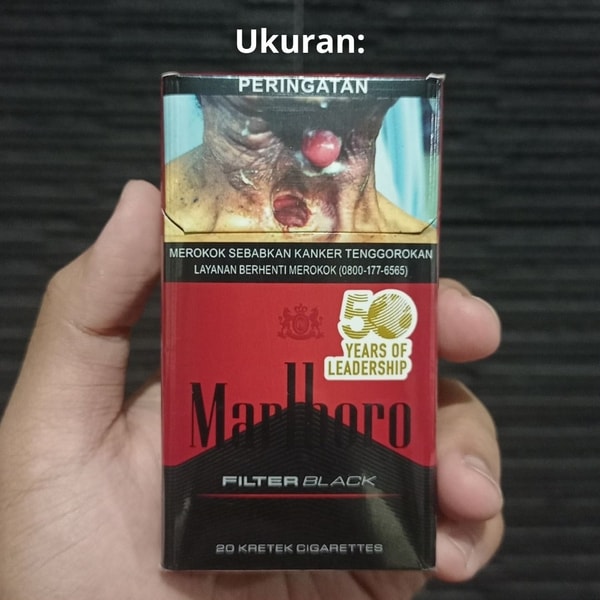 Ukuran:
PERINGATAN
MEROKOK SEBABKAN KANKER TENGGOROKAN
LAYANAN BERHENTI MEROKOK (0800-177-6565)
50
YEARS OF
LEADERSHIP
Marlboro
FILTER BLACK
20 KRETEK CIGARETTES